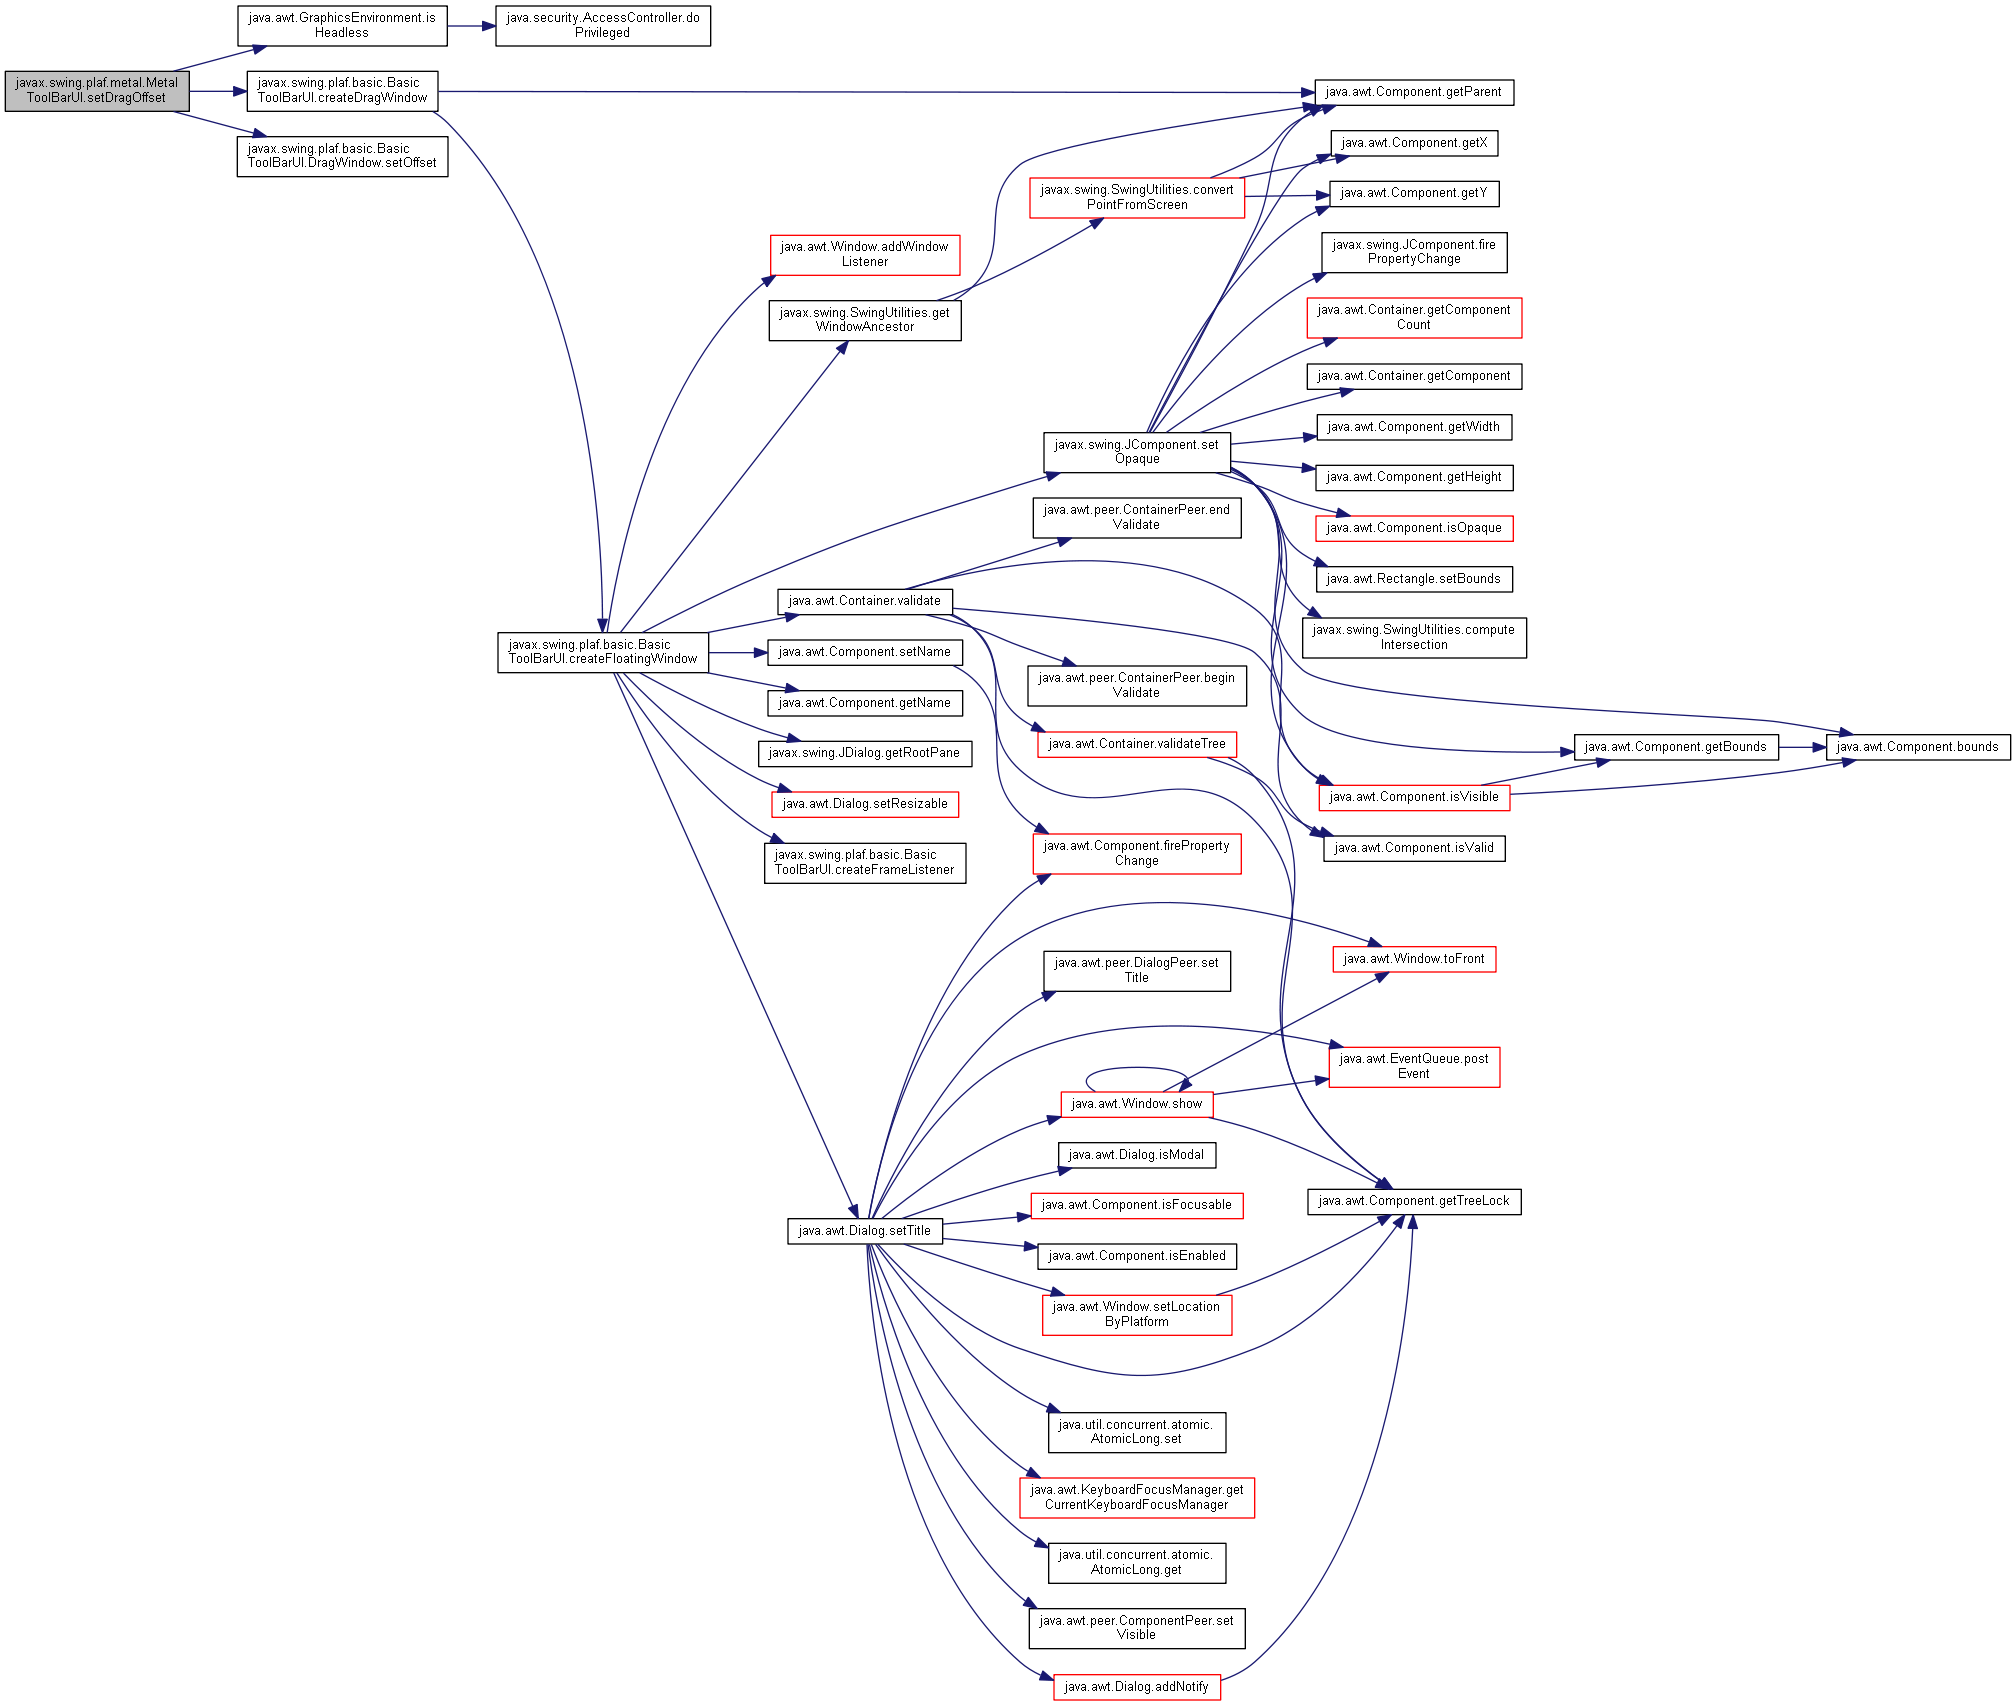 java.awt.GraphicsEnvironment.is
Headless
java.security.AccessController.do
Privileged
javax.swing.plaf.metal.Metal
ToolBarUI.setDragOffset
javax.swing.plaf.basic.Basic
ToolBarUI.createDragWindow
javax.swing.plaf.basic.Basic
ToolBarUI.DragWindow.setOffset
java.awt.Component.getParent
java.awt.Component.getX
javax.swing.SwingUtilities.convert
PointFromScreen
java.awt.Component.getY
java.awt.Window.addWindow
Listener
javax.swing.JComponent.fire
PropertyChange
javax.swing.SwingUtilities.get
WindowAncestor
java.awt.Container.getComponent
Count
java.awt.Container.getComponent
java.awt.Component.getWidth
javax.swing.JComponent.set
Opaque
java.awt.Component.getHeight
java.awt.peer.ContainerPeer.end
Validate
java.awt.Component.isOpaque
java.awt.Rectangle.setBounds
java.awt.Container.validate
javax.swing.SwingUtilities.compute
Intersection
javax.swing.plaf.basic.Basic
ToolBarUI.createFloatingWindow
java.awt.Component.setName
java.awt.peer.ContainerPeer.begin
Validate
java.awt.Component.getName
java.awt.Container.validateTree
javax.swing.JDialog.getRootPane
java.awt.Component.getBounds
java.awt.Component.bounds
java.awt.Dialog.setResizable
java.awt.Component.isVisible
javax.swing.plaf.basic.Basic
ToolBarUI.createFrameListener
java.awt.Component.fireProperty
Change
java.awt.Component.isValid
java.awt.peer.DialogPeer.set
Title
java.awt.Window.toFront
java.awt.EventQueue.post
Event
java.awt.Window.show
java.awt.Dialog.isModal
java.awt.Component.isFocusable
java.awt.Component.getTreeLock
java.awt.Dialog.setTitle
java.awt.Component.isEnabled
java.awt.Window.setLocation
ByPlatform
java.util.concurrent.atomic.
AtomicLong.set
java.awt.KeyboardFocusManager.get
CurrentKeyboardFocusManager
java.util.concurrent.atomic.
AtomicLong.get
java.awt.peer.ComponentPeer.set
Visible
java.awt.Dialog.addNotify